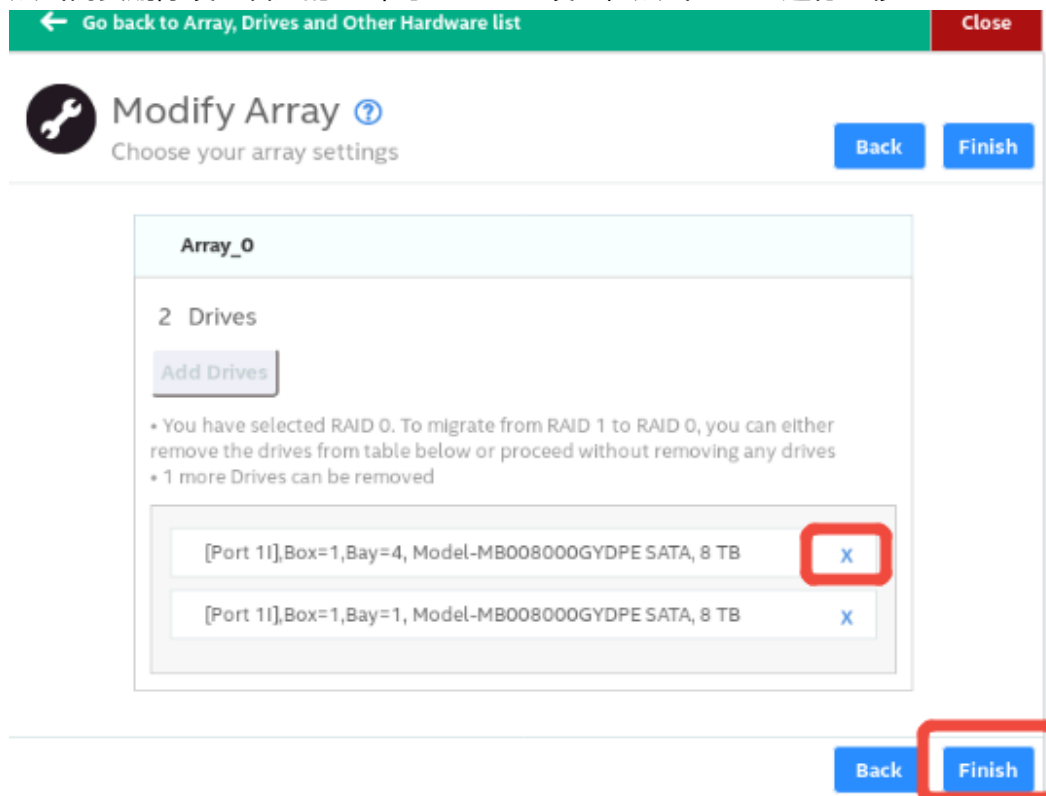 ← Go back to Array, Drives and Other Hardware list
Close
Modify Array ?
Choose your array settings
Back
Finish
Array_0
2 Drives
Add Drives
• You have selected RAID 0. To migrate from RAID 1 to RAID 0, you can either
remove the drives from table below or proceed without removing any drives
• 1 more Drives can be removed
[Port 1I],Box=1,Bay=4, Model-MB008000GYDPE SATA, 8 TB
X
[Port 1I],Box=1,Bay=1, Model-MB008000GYDPE SATA, 8 TB
X
Back
Finish